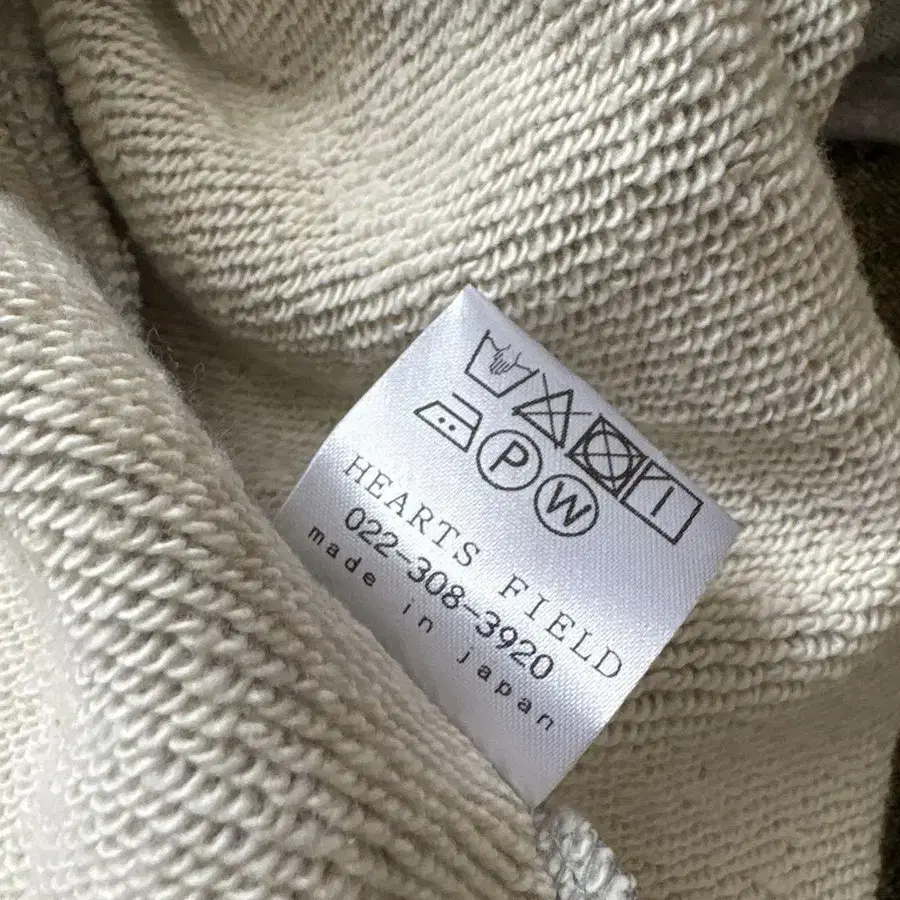 P W
HEARTS FIELD
022-308-3920
made in japan